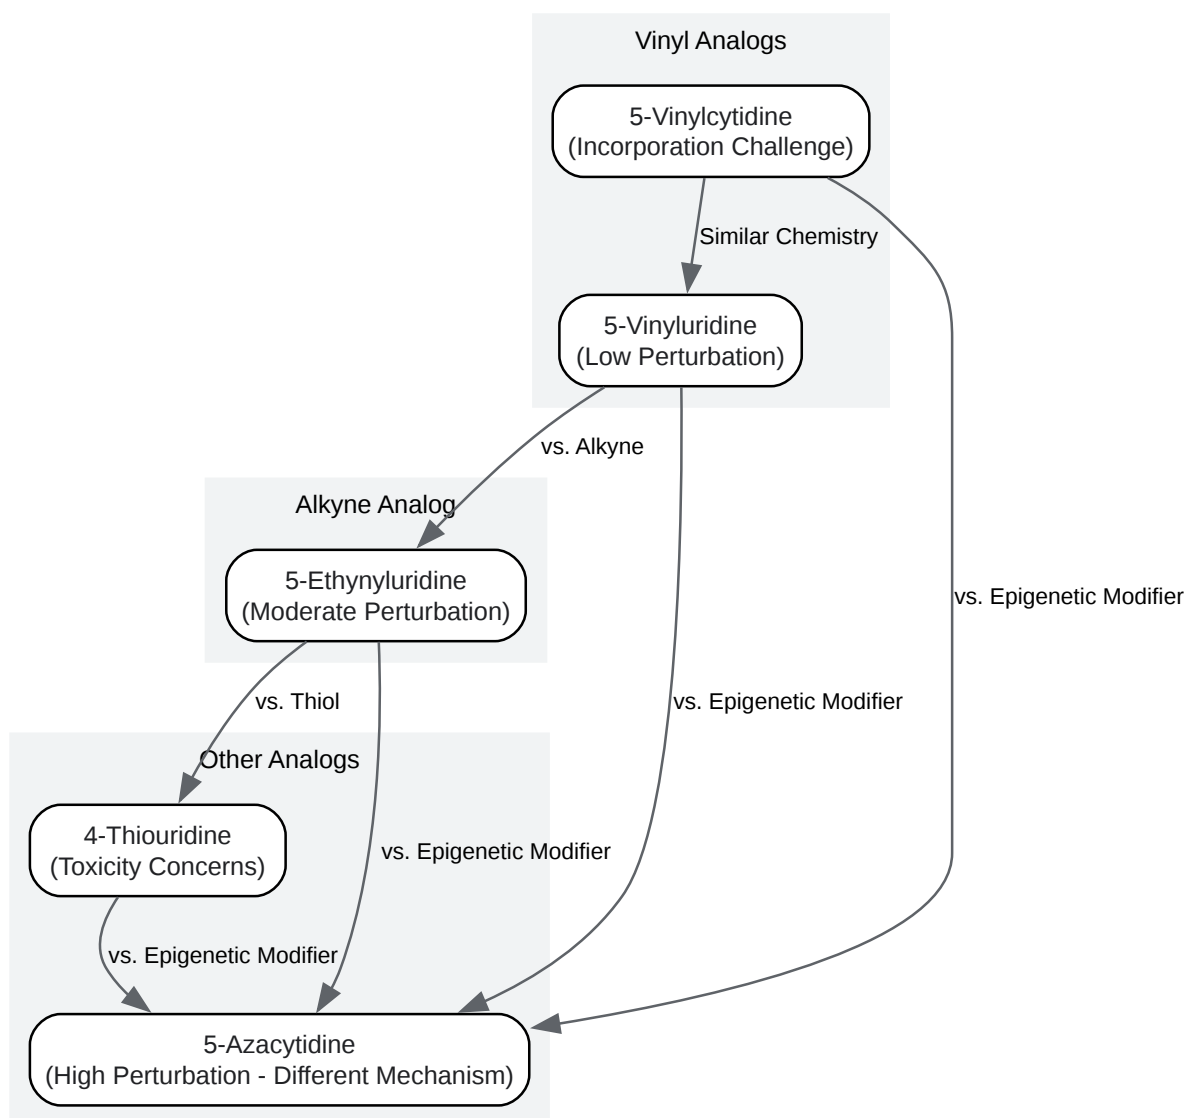 Vinyl Analogs
5-Vinylcytidine
(Incorporation Challenge)
Similar Chemistry
5-Vinyluridine
(Low Perturbation)
vs. Alkyne
Alkyne Analog
5-Ethynyluridine
(Moderate Perturbation)
vs. Epigenetic Modifier
vs. Thiol
vs. Epigenetic Modifier
Other Analogs
4-Thiouridine
(Toxicity Concerns)
vs. Epigenetic Modifier
vs. Epigenetic Modifier
5-Azacytidine
(High Perturbation - Different Mechanism)